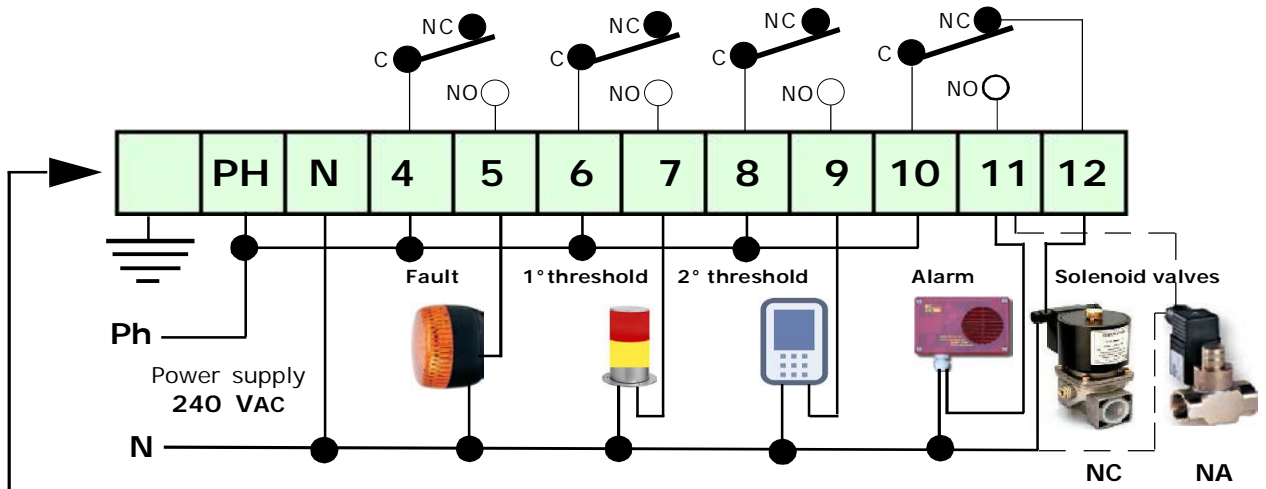 NC NC NC NC
C C C C
NO NO NO NO
PH N 4 5 6 7 8 9 10 11 12
Fault 1° threshold 2° threshold Alarm Solenoid valves
Ph
Power supply
240 VAC
N
NC NA